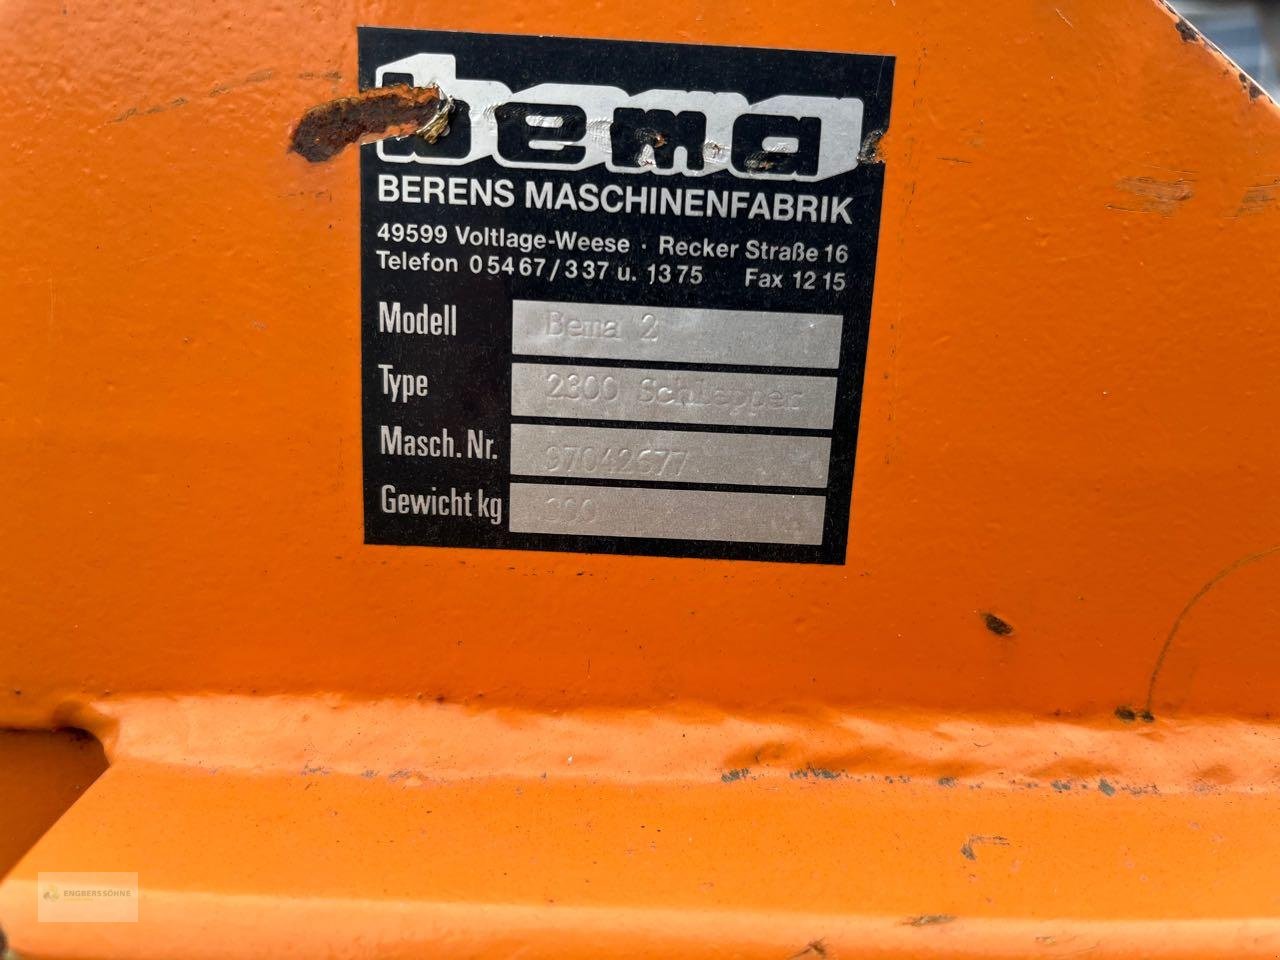 bema
BERENS MASCHINENFABRIK
49599 Voltlage-Weese · Recker Straße 16
Telefon 05467/337 u. 1375 Fax 1215
Modell Bema 2
Type 2300 Schlepper
Masch. Nr. 97042677
Gewicht kg
ENGBERSSÖHNE